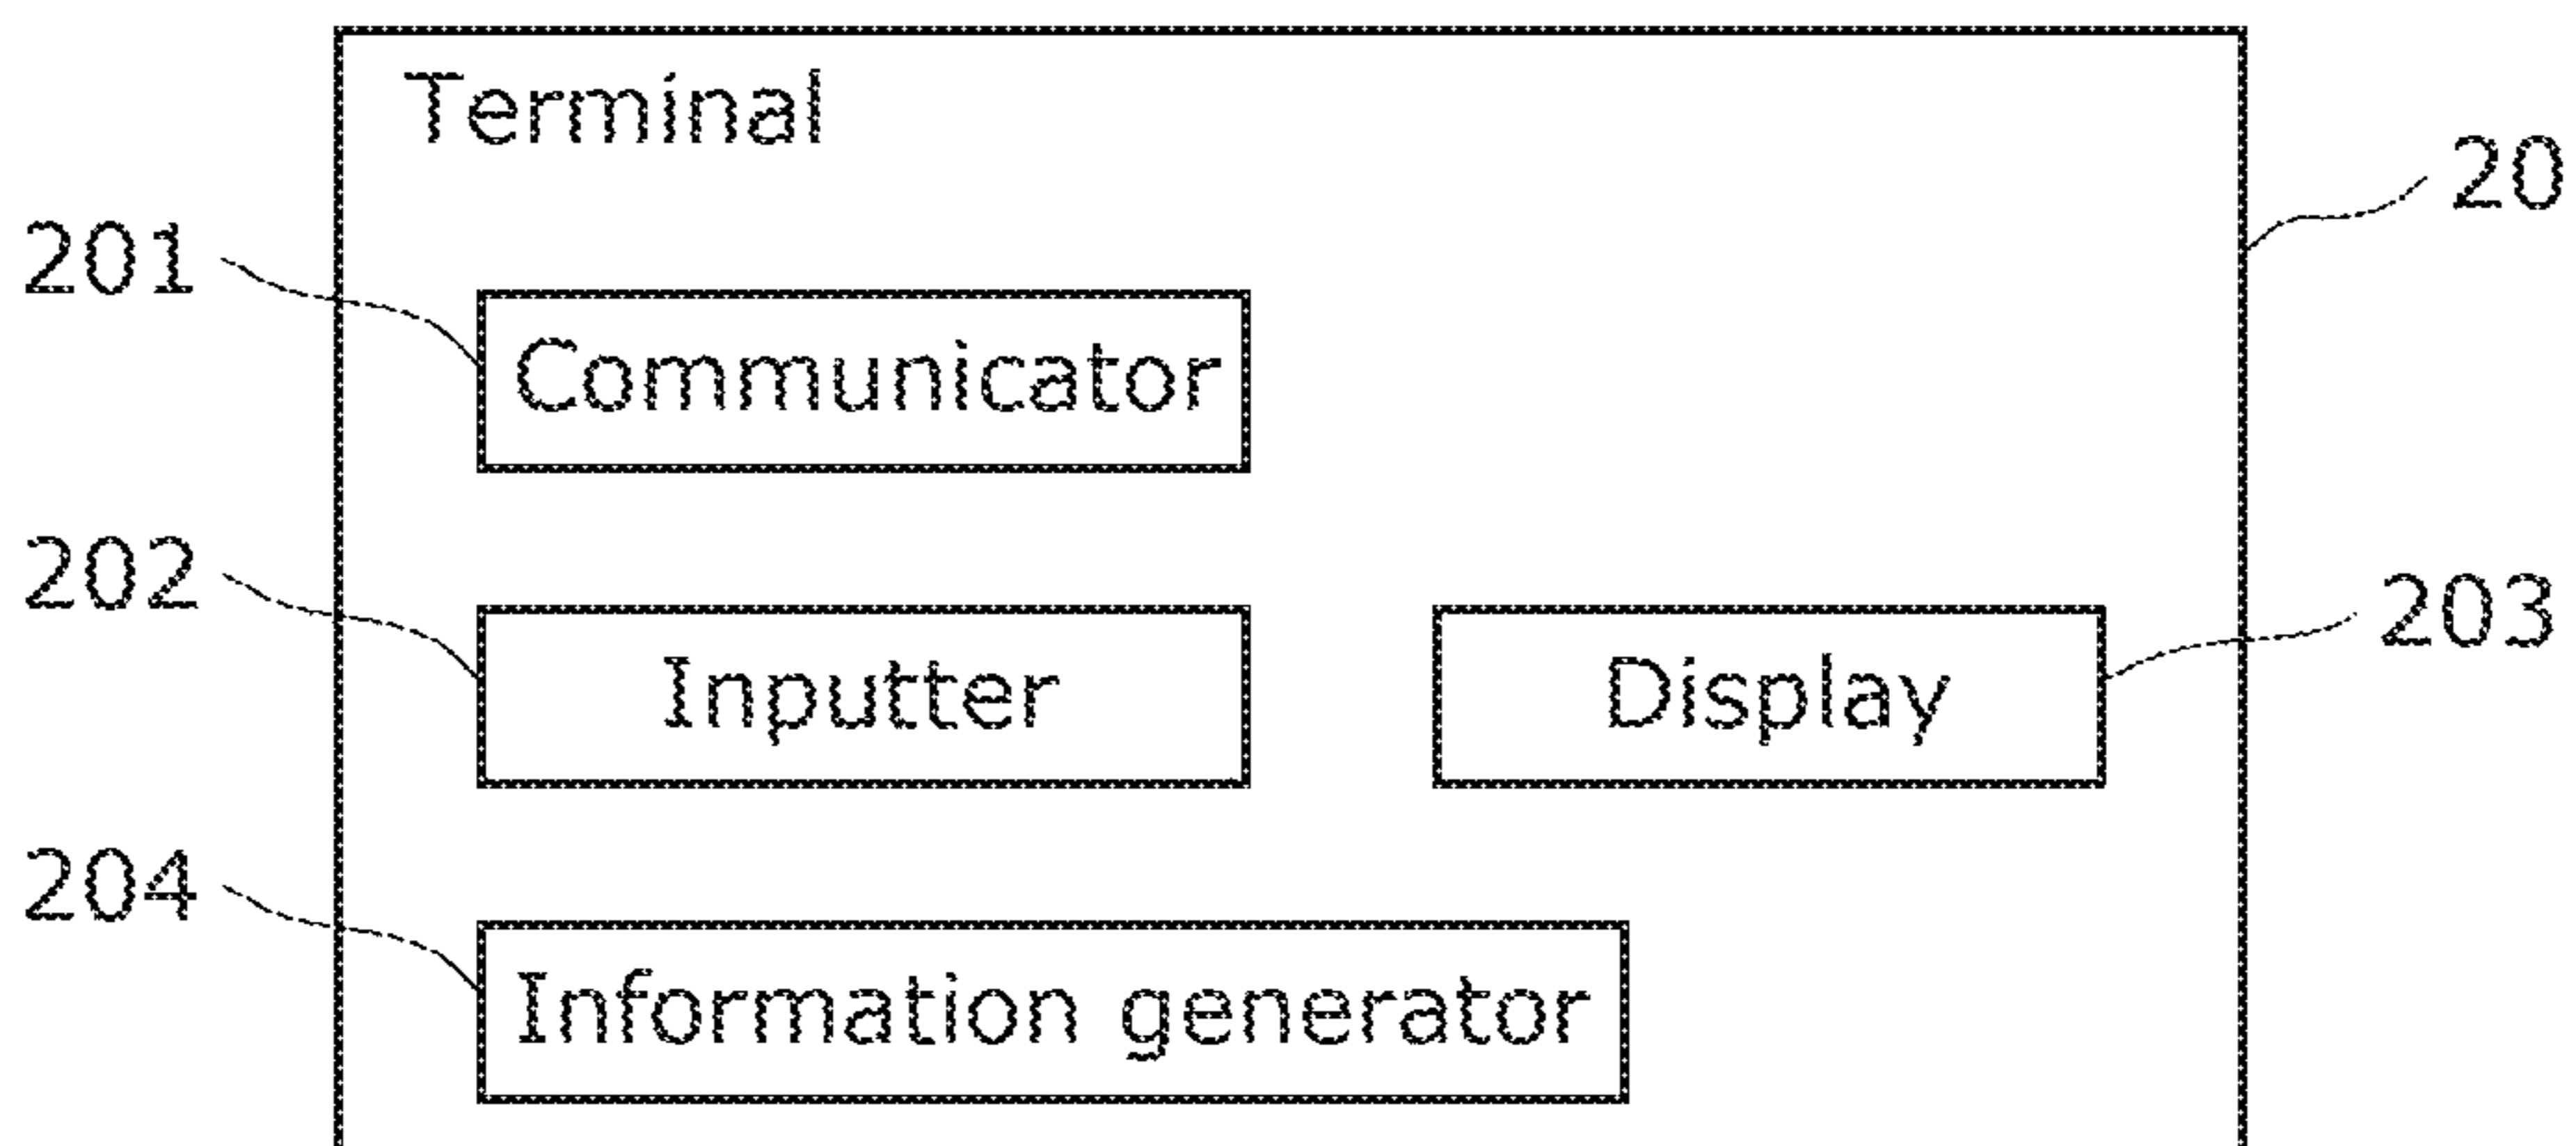 Terminal
20
201
Communicator
202
Inputter
Display
203
204
Information generator